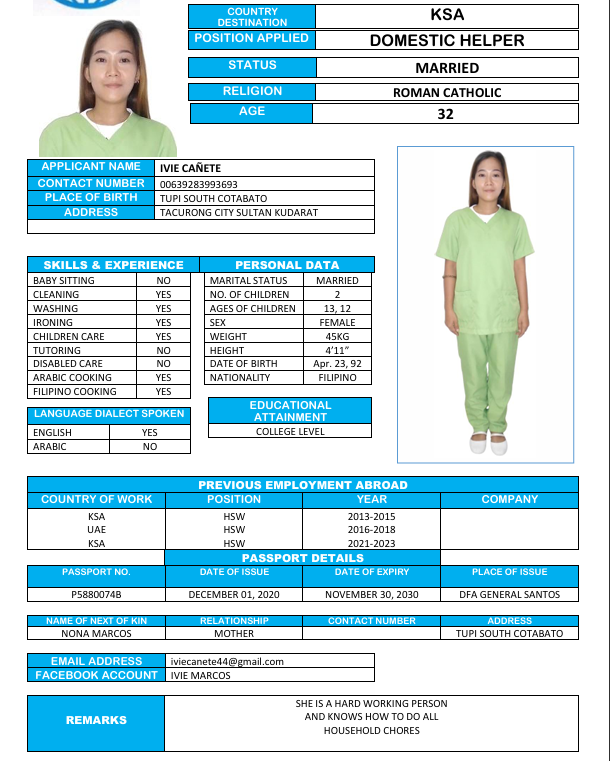 COUNTRY DESTINATION KSA
POSITION APPLIED DOMESTIC HELPER
STATUS MARRIED
RELIGION ROMAN CATHOLIC
AGE 32
APPLICANT NAME IVIE CAÑETE
CONTACT NUMBER 00639283993693
PLACE OF BIRTH TUPI SOUTH COTABATO
ADDRESS TACURONG CITY SULTAN KUDARAT
SKILLS & EXPERIENCE PERSONAL DATA
BABY SITTING NO MARITAL STATUS MARRIED
CLEANING YES NO. OF CHILDREN 2
WASHING YES AGES OF CHILDREN 13, 12
IRONING YES SEX FEMALE
CHILDREN CARE YES WEIGHT 45KG
TUTORING NO HEIGHT 4'11"
DISABLED CARE NO DATE OF BIRTH Apr. 23, 92
ARABIC COOKING YES NATIONALITY FILIPINO
FILIPINO COOKING YES
LANGUAGE DIALECT SPOKEN
ENGLISH YES
ARABIC NO
EDUCATIONAL
ATTAINMENT
COLLEGE LEVEL
PREVIOUS EMPLOYMENT ABROAD
COUNTRY OF WORK POSITION YEAR COMPANY
KSA HSW 2013-2015
UAE HSW 2016-2018
KSA HSW 2021-2023
PASSPORT DETAILS
PASSPORT NO. DATE OF ISSUE DATE OF EXPIRY PLACE OF ISSUE
P5880074B DECEMBER 01, 2020 NOVEMBER 30, 2030 DFA GENERAL SANTOS
NAME OF NEXT OF KIN RELATIONSHIP CONTACT NUMBER ADDRESS
NONA MARCOS MOTHER TUPI SOUTH COTABATO
EMAIL ADDRESS iviecanete44@gmail.com
FACEBOOK ACCOUNT IVIE MARCOS
REMARKS
SHE IS A HARD WORKING PERSON
AND KNOWS HOW TO DO ALL
HOUSEHOLD CHORES